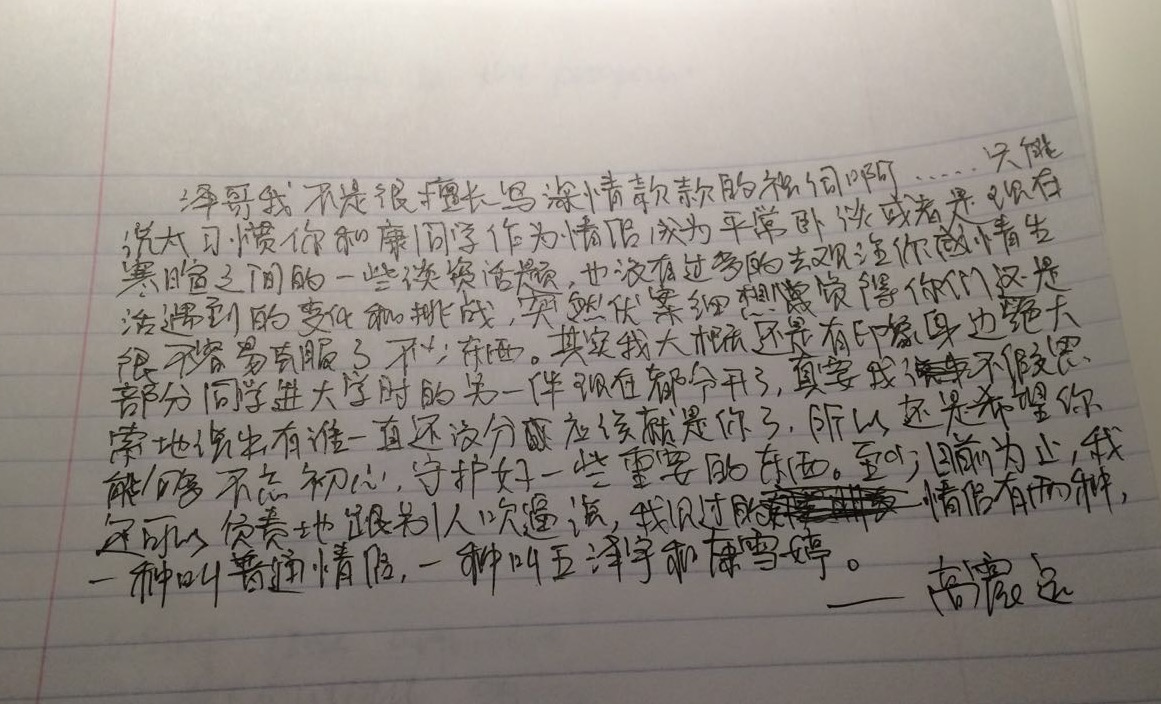 泽哥我不是很擅长写深情款款的祝词啊……只能
说太习惯你和康同学作为情侣成为平常卧谈或者是现在
寒暄之间的一些谈资话题，也没有过多的去观注你感情生
活遇到的变化和挑战，突然伏案细想觉得你们这是
很不容易克服了不少东西。其实我大概还是有印象身边绝大
部分同学进大学时的另一伴现在都分开了，真要我不假思
索地说出有谁一直还没分应该就是你了，所以还是希望你
能够不忘初心，守护好一些重要的东西。至少目前为止，我
还可以负责地跟别人吹逼说，我见过的情侣有两种，
一种叫普通情侣，一种叫王泽宇和康雪婷。
——高震